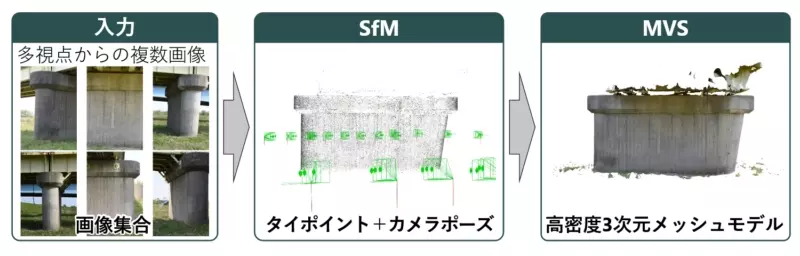 入力
多視点からの複数画像
画像集合
SfM
タイポイント＋カメラポーズ
MVS
高密度3次元メッシュモデル